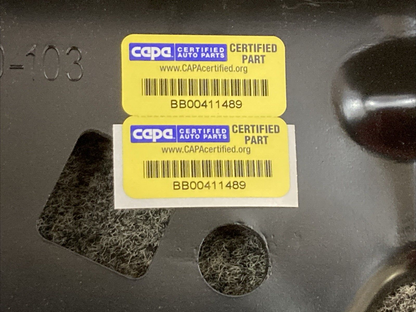 -103
capa CERTIFIED AUTO PARTS CERTIFIED PART
www.CAPAcertified.org
BB00411489
capa CERTIFIED AUTO PARTS CERTIFIED PART
www.CAPAcertified.org
BB00411489